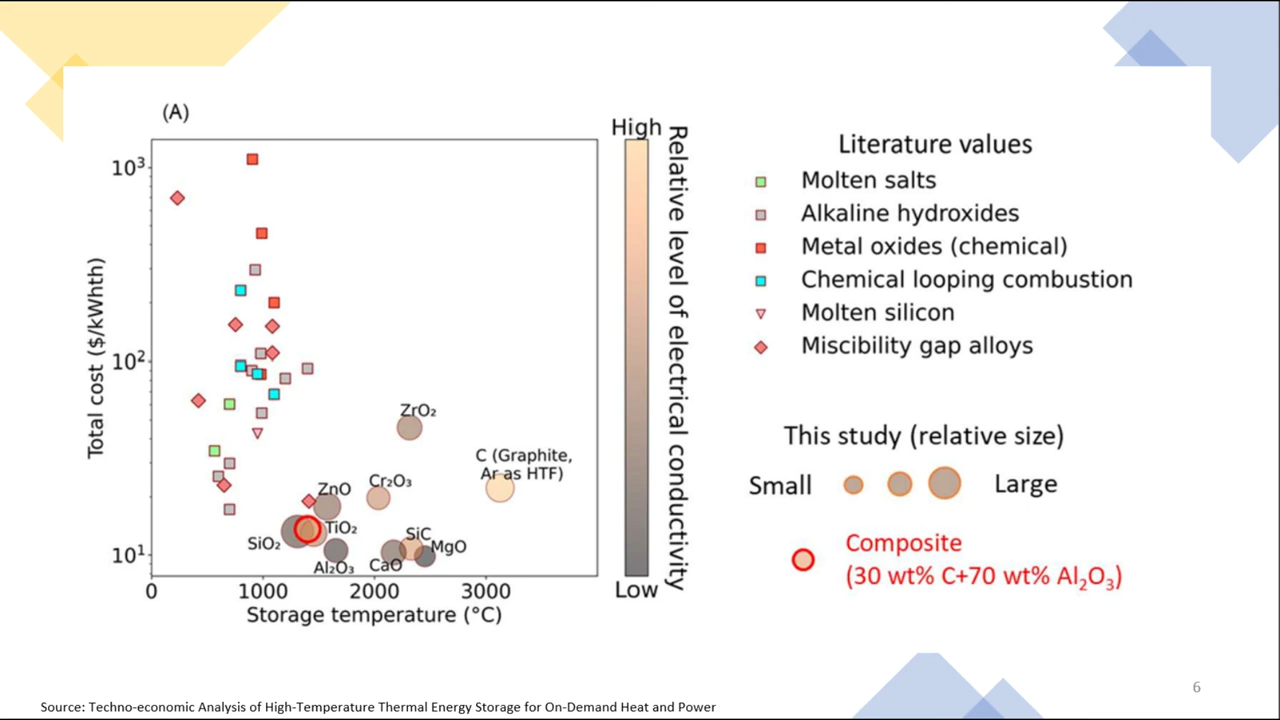 (A)
High
Relative level of electrical conductivity
Low
10³
10²
10¹
Total cost ($/kWhth)
ZrO₂
C (Graphite,
Ar as HTF)
Cr₂O₃
ZnO
TiO₂
SiO₂
SiC
MgO
Al₂O₃
CaO
0 1000 2000 3000
Storage temperature (°C)
Literature values
Molten salts
Alkaline hydroxides
Metal oxides (chemical)
Chemical looping combustion
Molten silicon
Miscibility gap alloys
This study (relative size)
Small Large
Composite
(30 wt% C+70 wt% Al₂O₃)
6
Source: Techno-economic Analysis of High-Temperature Thermal Energy Storage for On-Demand Heat and Power